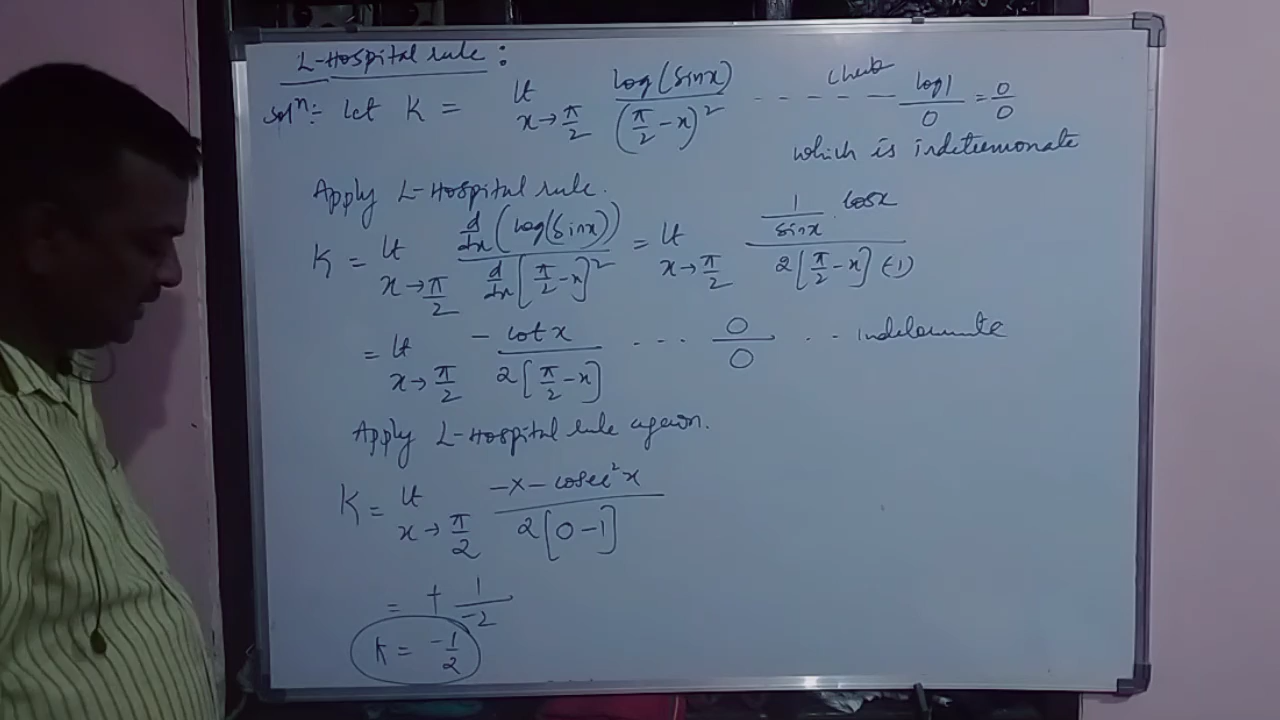 L-Hospital rule :
solⁿ:- let K = lt x→π/2 log(sinx)/(π/2 - x)² - - - - - check - - log1/0 = 0/0
which is indeterminate
Apply L-Hospital rule.
K = lt x→π/2 d/dx(log(sinx))/d/dx[π/2 - x]² = lt x→π/2 1/sinx · cosx/2[π/2 - x](-1)
= lt x→π/2 - cotx/2[π/2 - x] - - - 0/0 - - indeterminate
Apply L-Hospital rule again.
K = lt x→π/2 -x - cosec²x/2[0-1]
= + 1/-2
K = -1/2